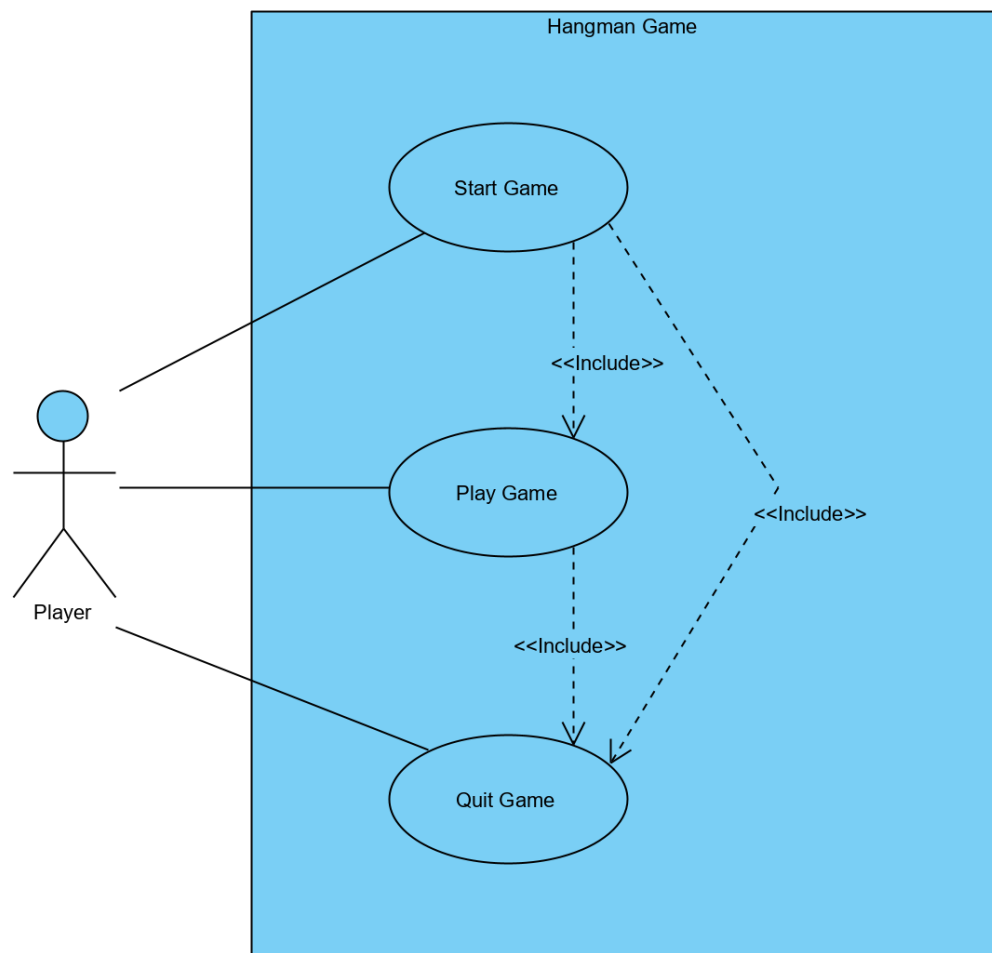 Hangman Game
Start Game
<<Include>>
Play Game
<<Include>>
Player
<<Include>>
Quit Game